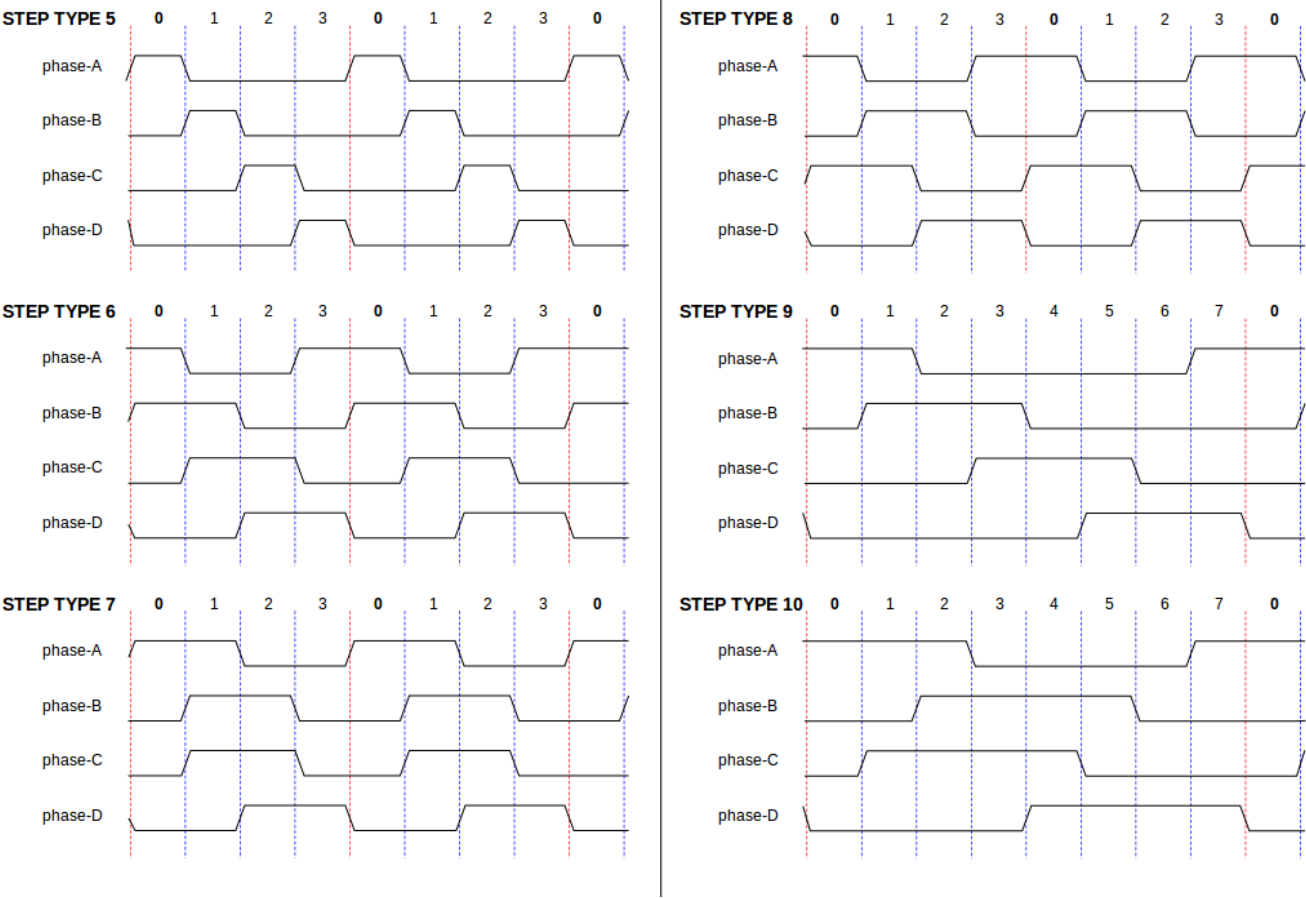 STEP TYPE 5 0 1 2 3 0 1 2 3 0
phase-A
phase-B
phase-C
phase-D
STEP TYPE 6 0 1 2 3 0 1 2 3 0
phase-A
phase-B
phase-C
phase-D
STEP TYPE 7 0 1 2 3 0 1 2 3 0
phase-A
phase-B
phase-C
phase-D
STEP TYPE 8 0 1 2 3 0 1 2 3 0
phase-A
phase-B
phase-C
phase-D
STEP TYPE 9 0 1 2 3 4 5 6 7 0
phase-A
phase-B
phase-C
phase-D
STEP TYPE 10 0 1 2 3 4 5 6 7 0
phase-A
phase-B
phase-C
phase-D